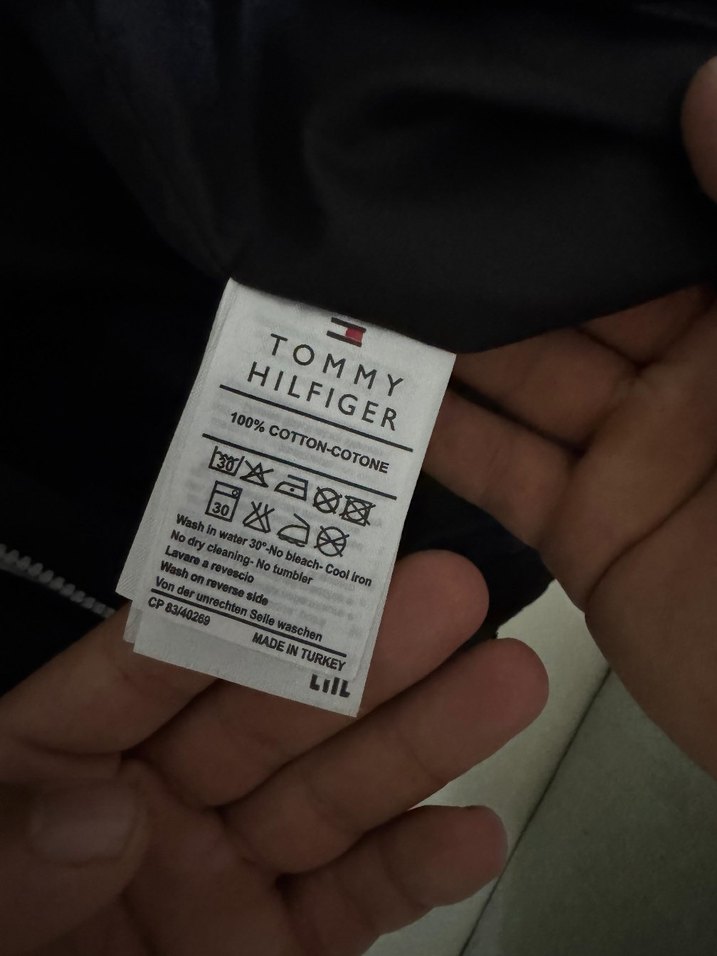 TOMMY
HILFIGER
100% COTTON-COTONE
30
30
Wash in water 30°-No bleach- Cool Iron
No dry cleaning- No tumbler
Lavare a revescio
Wash on reverse side
Von der unrechten Seile waschen
CP 83/40269
MADE IN TURKEY